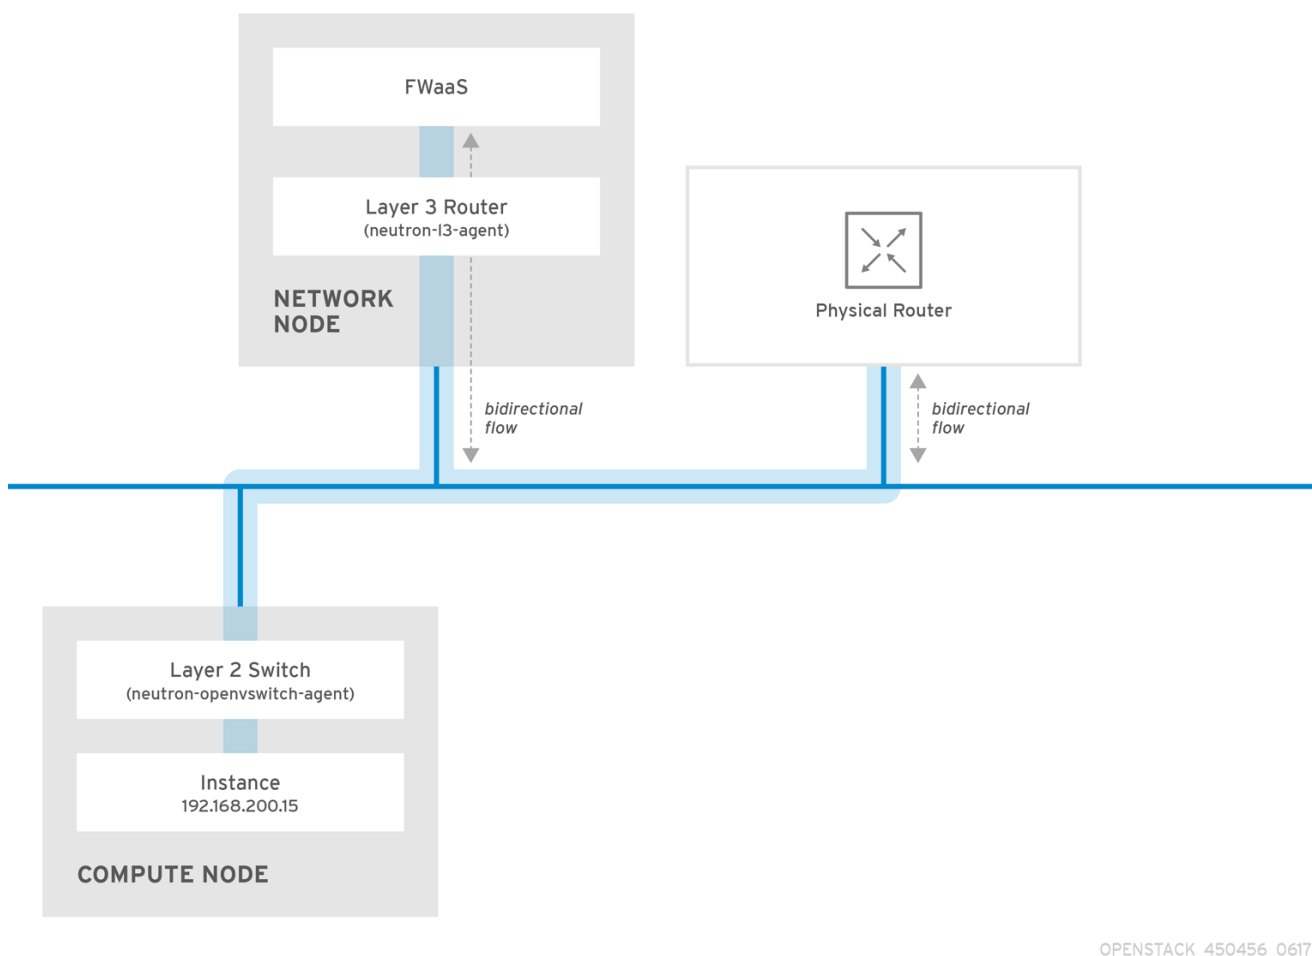 FWaaS
Layer 3 Router
(neutron-l3-agent)
NETWORK
NODE
Physical Router
bidirectional
flow
bidirectional
flow
Layer 2 Switch
(neutron-openvswitch-agent)
Instance
192.168.200.15
COMPUTE NODE
OPENSTACK 450456 0617